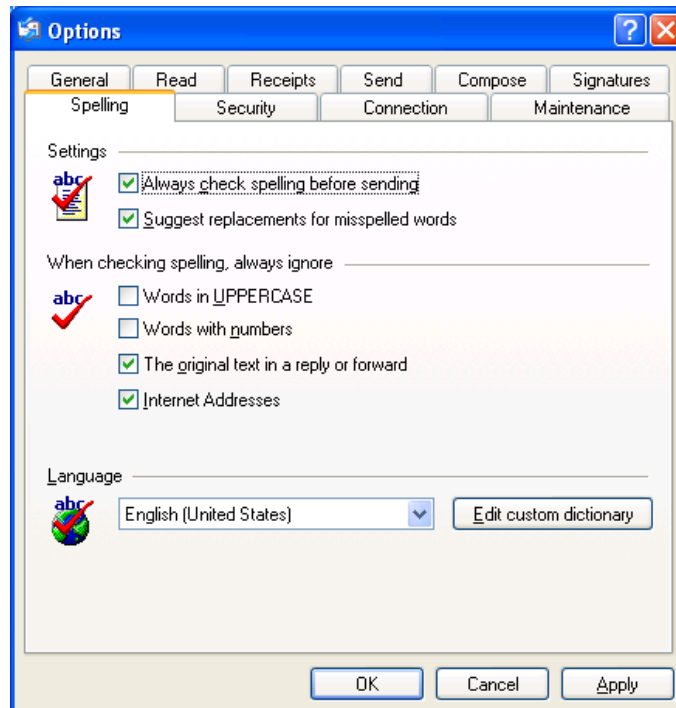 Options
General Read Receipts Send Compose Signatures
Spelling Security Connection Maintenance
Settings
abc
Always check spelling before sending
Suggest replacements for misspelled words
When checking spelling, always ignore
abc
Words in UPPERCASE
Words with numbers
The original text in a reply or forward
Internet Addresses
Language
abc
English (United States) Edit custom dictionary
OK Cancel Apply